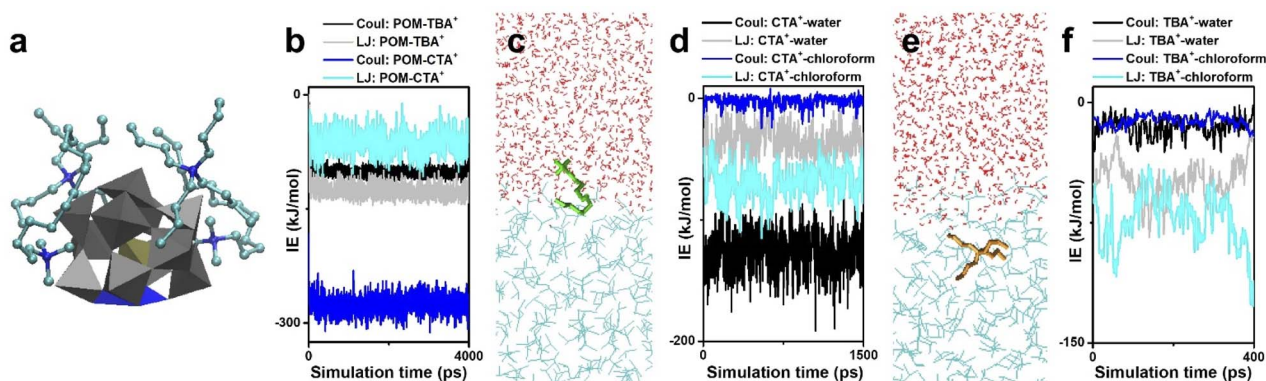 a
b
Coul: POM-TBA⁺
LJ: POM-TBA⁺
Coul: POM-CTA⁺
LJ: POM-CTA⁺
0
IE (kJ/mol)
-300
0
4000
Simulation time (ps)
c
d
Coul: CTA⁺-water
LJ: CTA⁺-water
Coul: CTA⁺-chloroform
LJ: CTA⁺-chloroform
0
IE (kJ/mol)
-200
0
1500
Simulation time (ps)
e
f
Coul: TBA⁺-water
LJ: TBA⁺-water
Coul: TBA⁺-chloroform
LJ: TBA⁺-chloroform
0
IE (kJ/mol)
-150
0
400
Simulation time (ps)